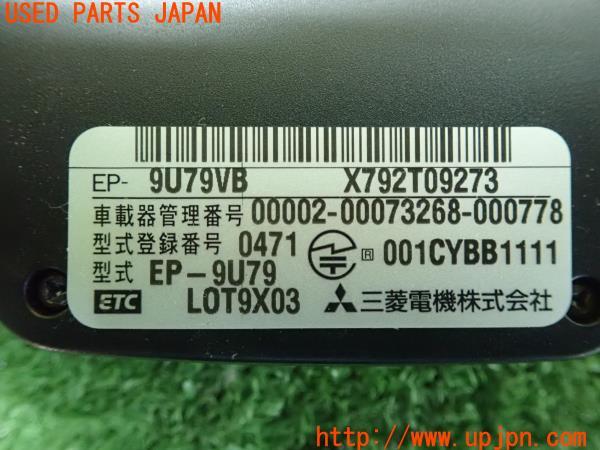 USED PARTS JAPAN
EP- 9U79VB X792T09273
車載器管理番号 00002-00073268-000778
型式登録番号 0471 R 001CYBB1111
型式 EP-9U79
ETC LOT9X03 三菱電機株式会社
UPJ
http://www.upjpn.com/